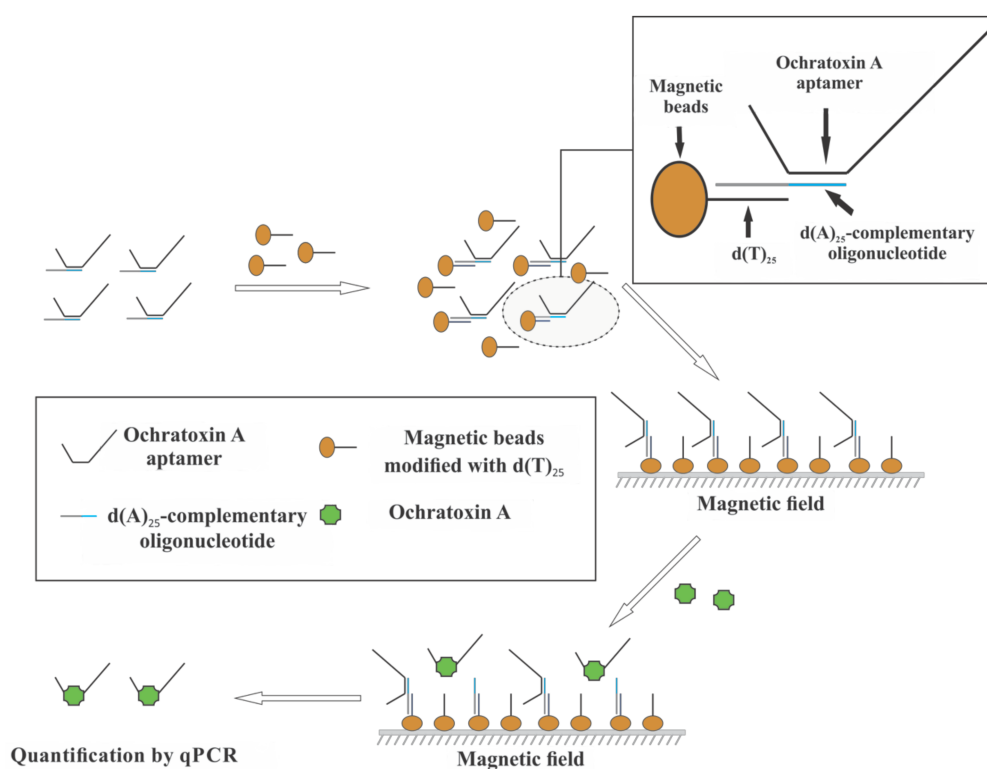 Ochratoxin A
aptamer
Magnetic
beads
d(T)₂₅
d(A)₂₅-complementary
oligonucleotide
Ochratoxin A
aptamer
Magnetic beads
modified with d(T)₂₅
d(A)₂₅-complementary
oligonucleotide
Ochratoxin A
Magnetic field
Quantification by qPCR
Magnetic field